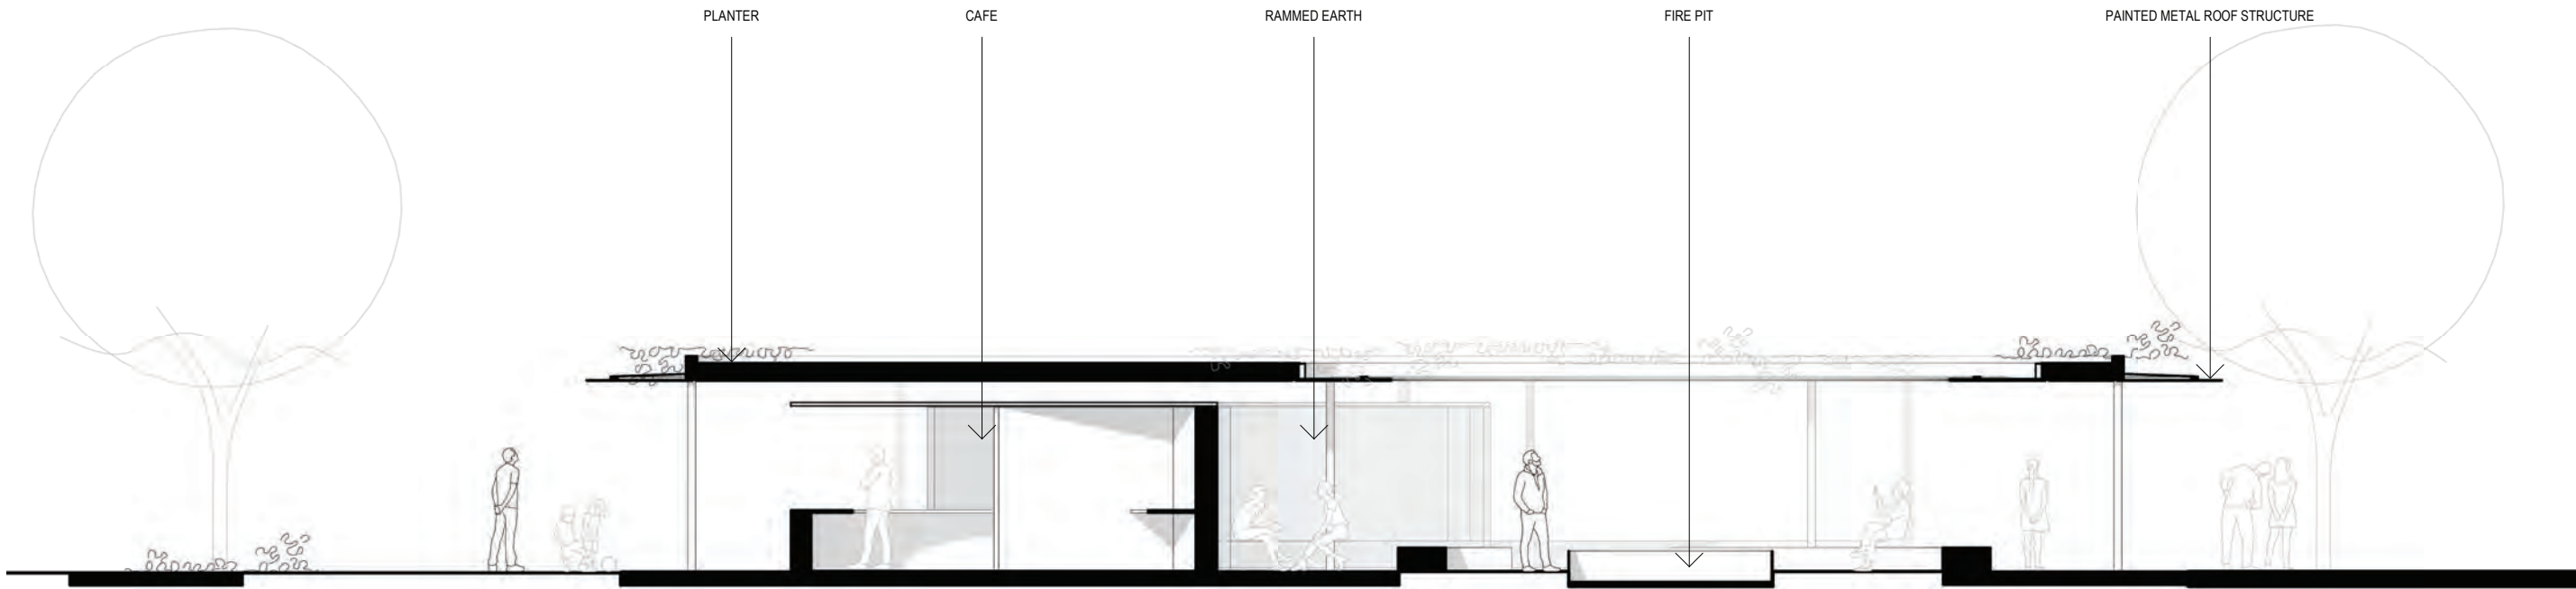 PLANTER
CAFE
RAMMED EARTH
FIRE PIT
PAINTED METAL ROOF STRUCTURE